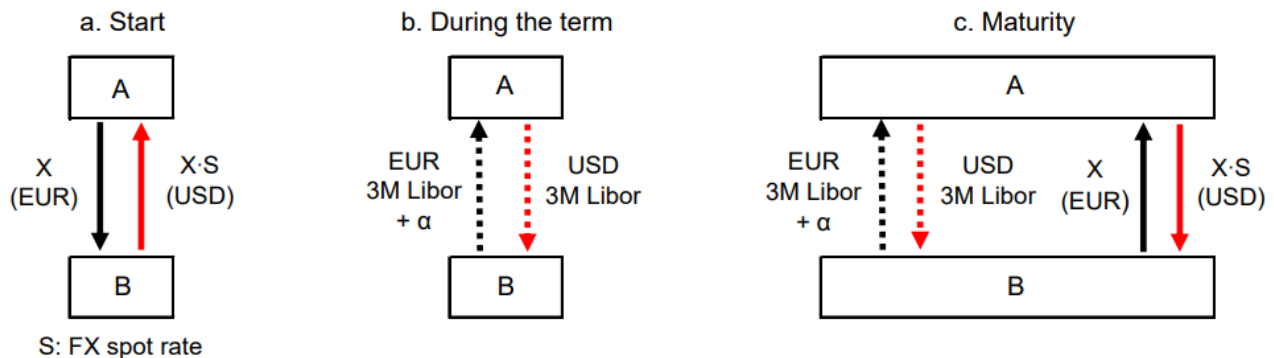 a. Start
A
X
(EUR)
X·S
(USD)
B
S: FX spot rate
b. During the term
A
EUR
3M Libor
+ α
USD
3M Libor
B
c. Maturity
A
EUR
3M Libor
+ α
USD
3M Libor
X
(EUR)
X·S
(USD)
B